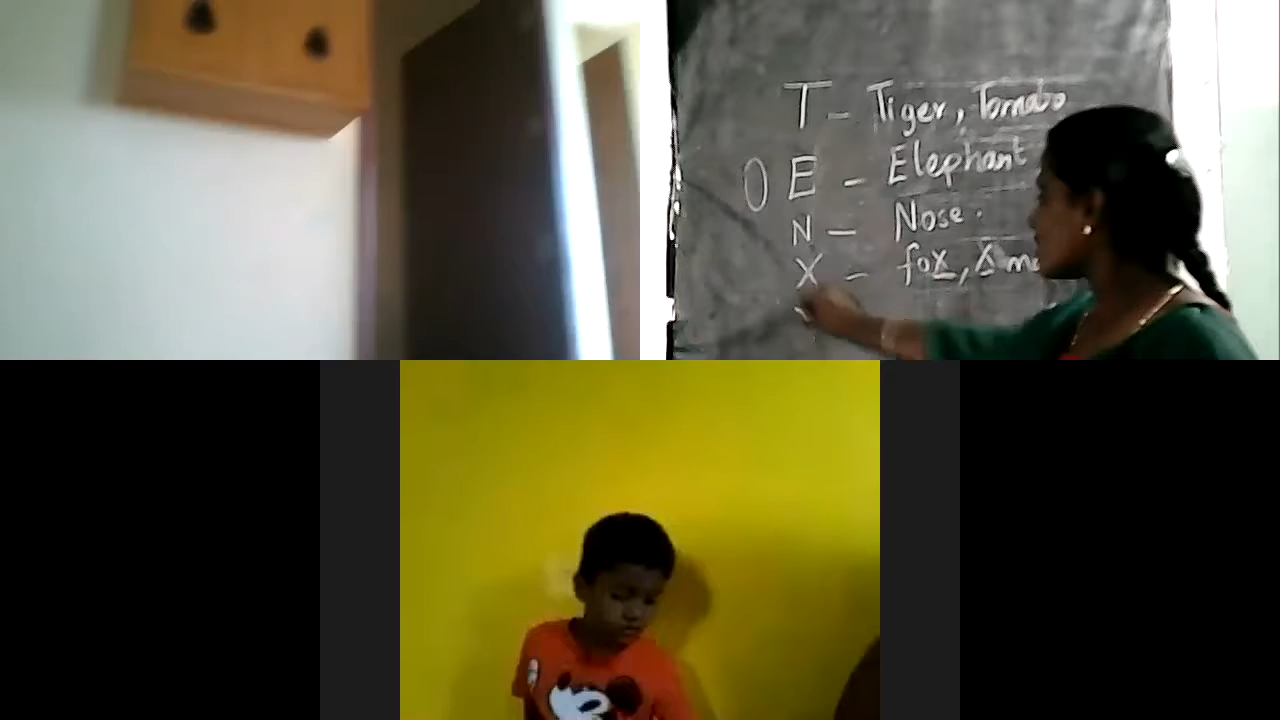 T - Tiger, Tomato
O E - Elephant
N - Nose.
X - fox, X